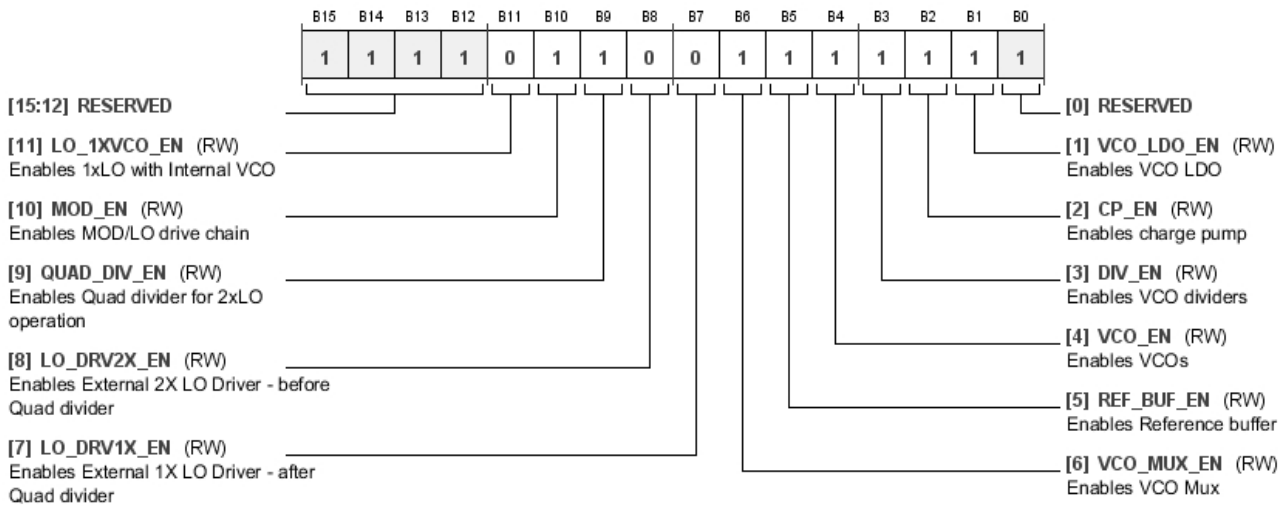 B15 B14 B13 B12 B11 B10 B9 B8 B7 B6 B5 B4 B3 B2 B1 B0
1 1 1 1 0 1 1 0 0 1 1 1 1 1 1 1
[15:12] RESERVED
[11] LO_1XVCO_EN (RW)
Enables 1xLO with Internal VCO
[10] MOD_EN (RW)
Enables MOD/LO drive chain
[9] QUAD_DIV_EN (RW)
Enables Quad divider for 2xLO
operation
[8] LO_DRV2X_EN (RW)
Enables External 2X LO Driver - before
Quad divider
[7] LO_DRV1X_EN (RW)
Enables External 1X LO Driver - after
Quad divider
[0] RESERVED
[1] VCO_LDO_EN (RW)
Enables VCO LDO
[2] CP_EN (RW)
Enables charge pump
[3] DIV_EN (RW)
Enables VCO dividers
[4] VCO_EN (RW)
Enables VCOs
[5] REF_BUF_EN (RW)
Enables Reference buffer
[6] VCO_MUX_EN (RW)
Enables VCO Mux